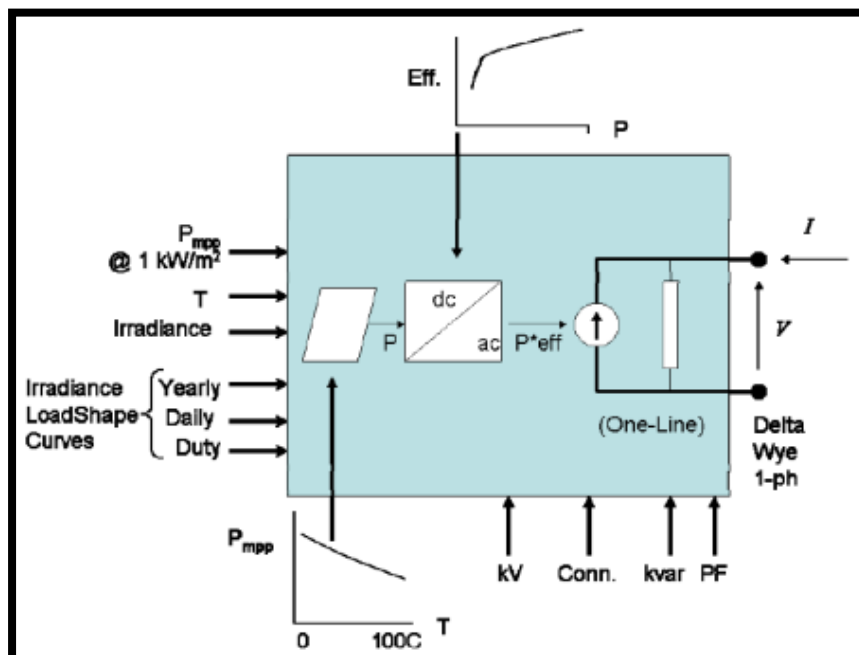 Eff.
P
Pmpp
@ 1 kW/m²
T
Irradiance
Irradiance
LoadShape
Curves
Yearly
Daily
Duty
dc
ac
P
P*eff
(One-Line)
I
V
Delta
Wye
1-ph
Pmpp
0
100C
T
kV
Conn.
kvar
PF